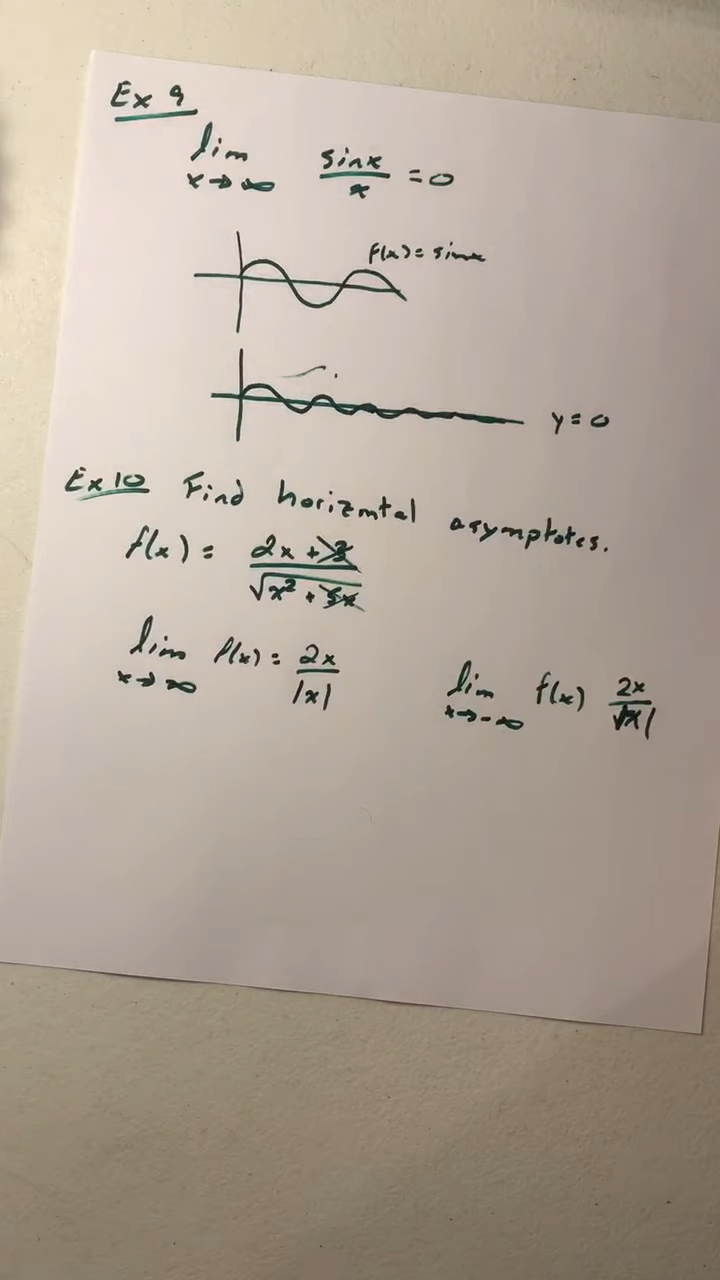 Ex 9
lim x→∞ sinx/x = 0
f(x) = sinx
y = 0
Ex 10 Find horizontal asymptotes.
f(x) = (2x + 3)/√(x² + 5x)
lim x→∞ f(x) = 2x/|x| lim x→-∞ f(x) 2x/|x|